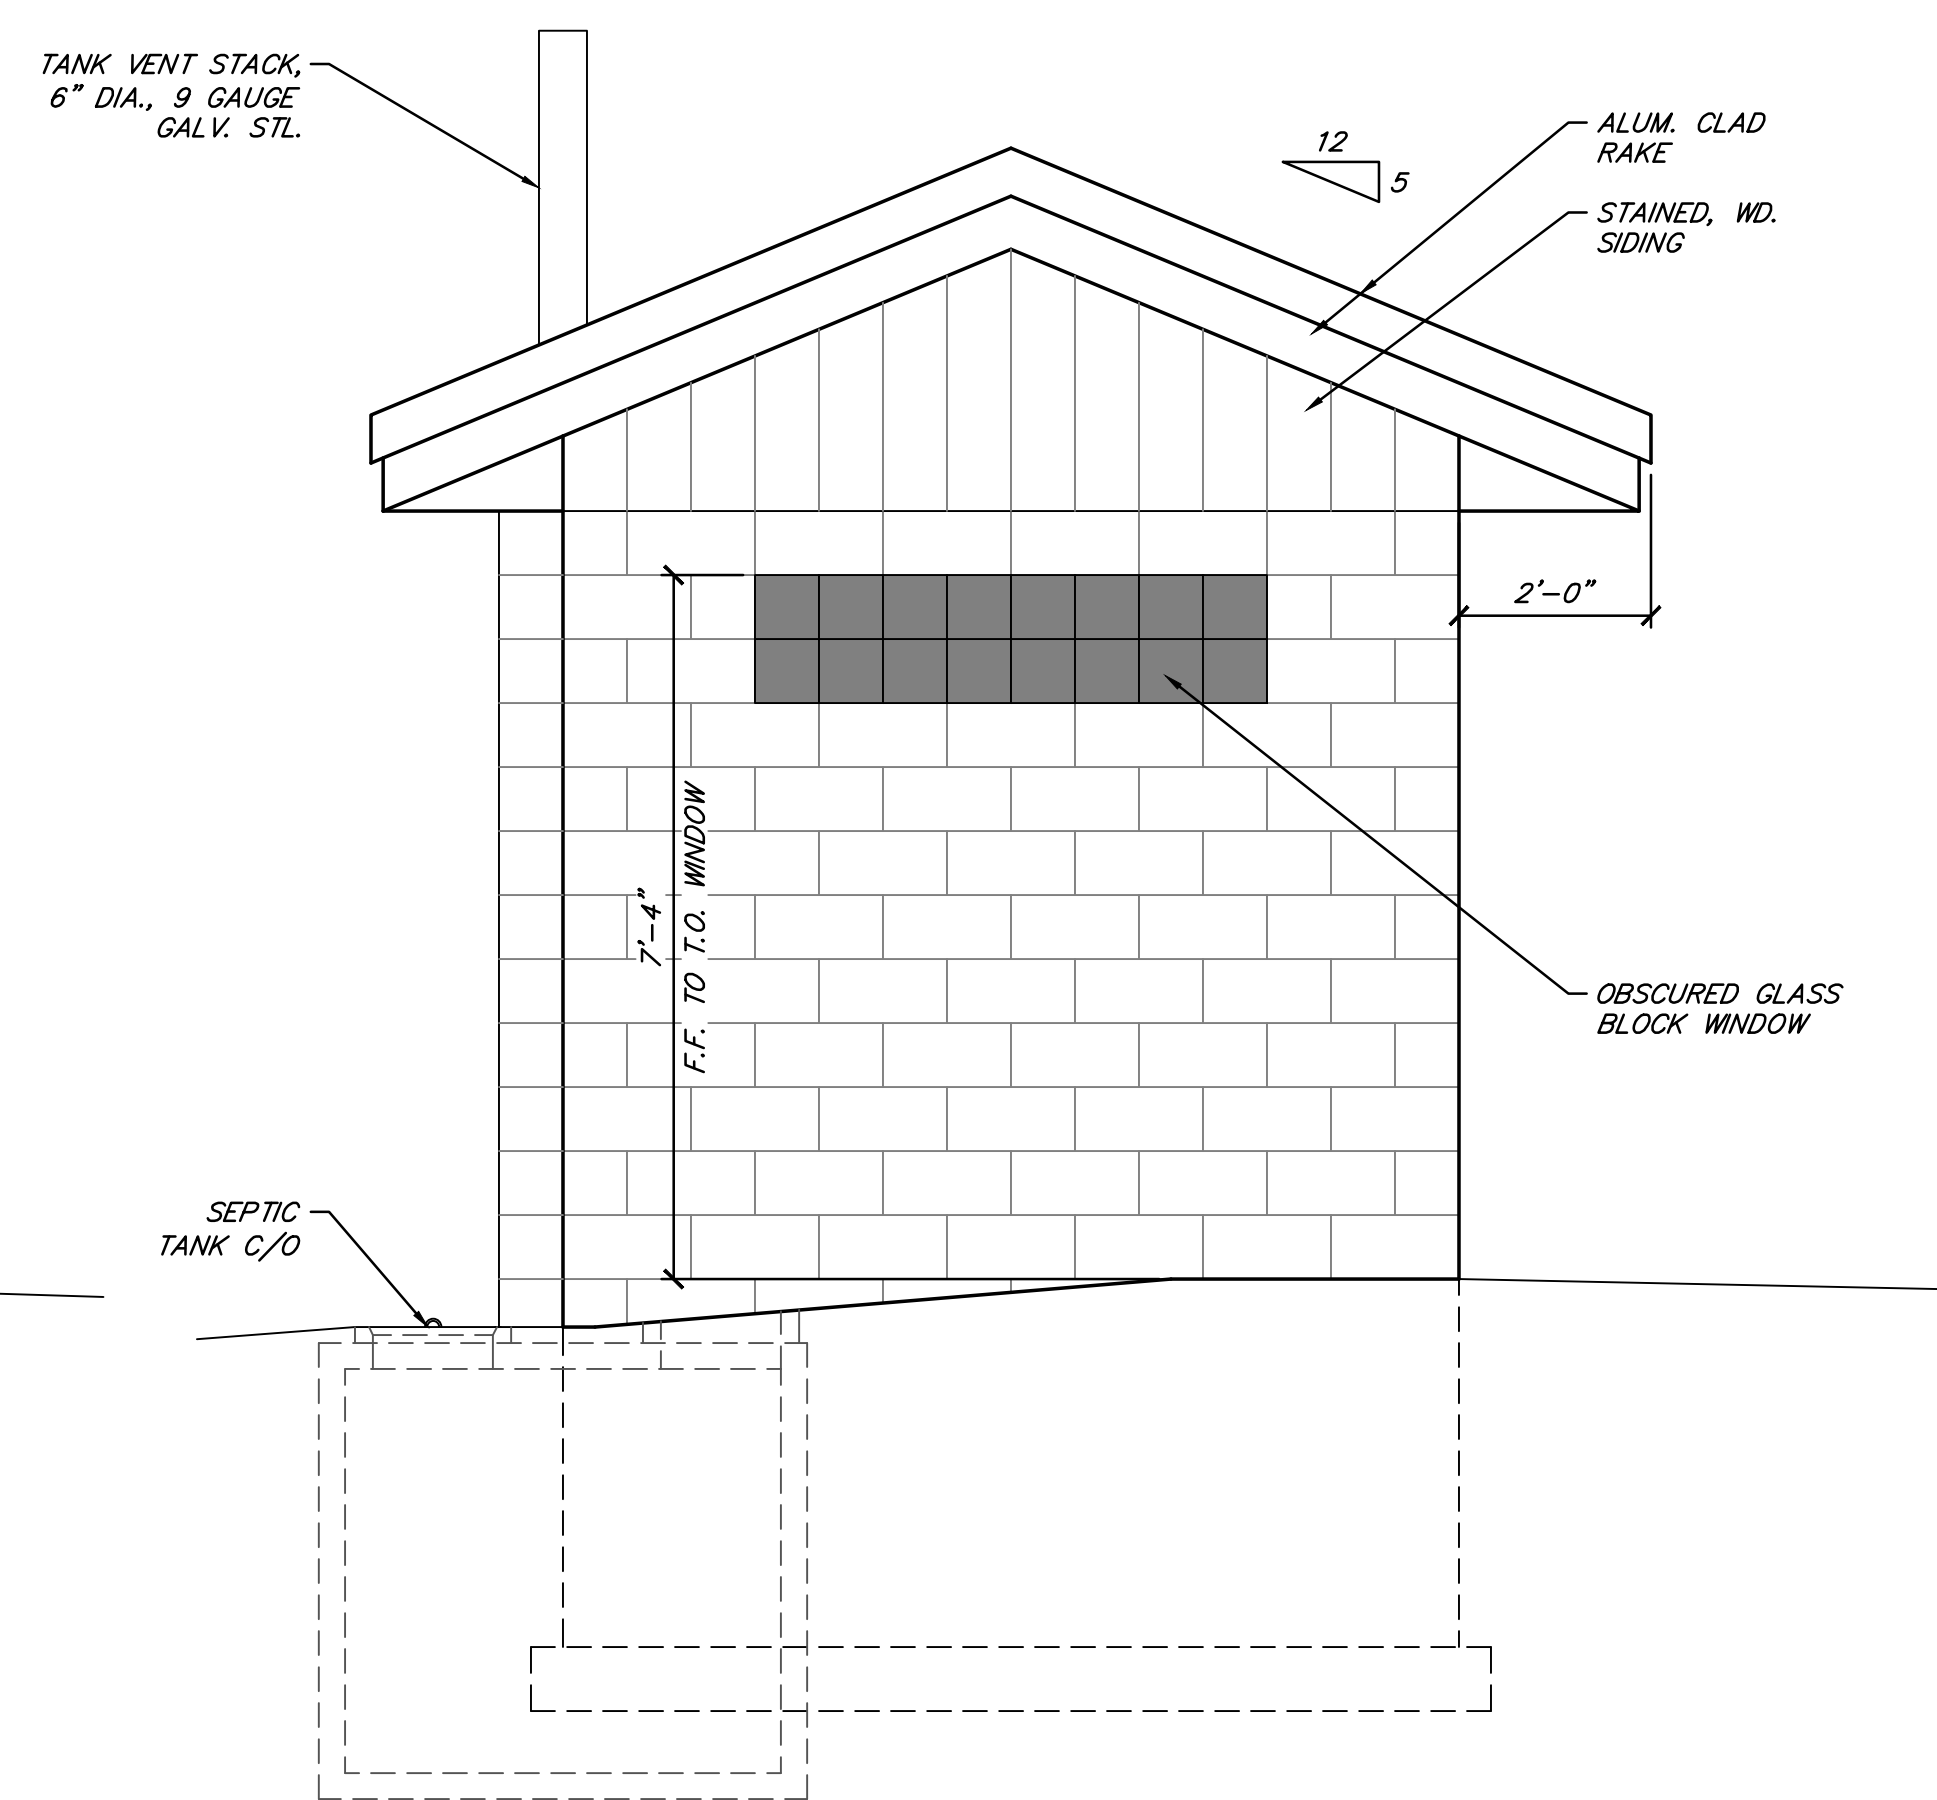 TANK VENT STACK,
6" DIA., 9 GAUGE
GALV. STL.
12
5
ALUM. CLAD
RAKE
STAINED, WD.
SIDING
2'-0"
7'-4"
F.F. TO T.O. WINDOW
OBSCURED GLASS
BLOCK WINDOW
SEPTIC
TANK C/O